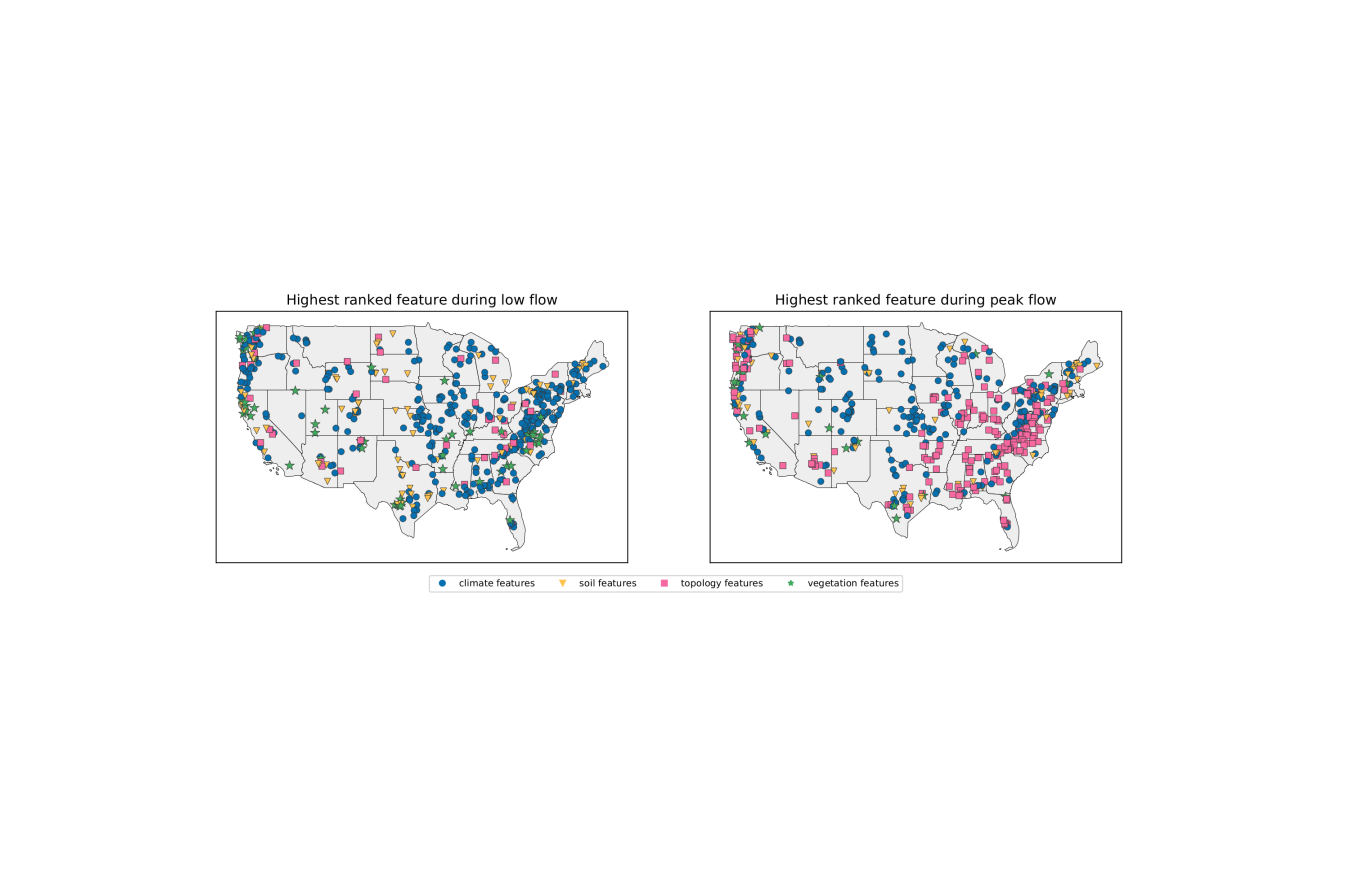 Highest ranked feature during low flow
Highest ranked feature during peak flow
climate features
soil features
topology features
vegetation features